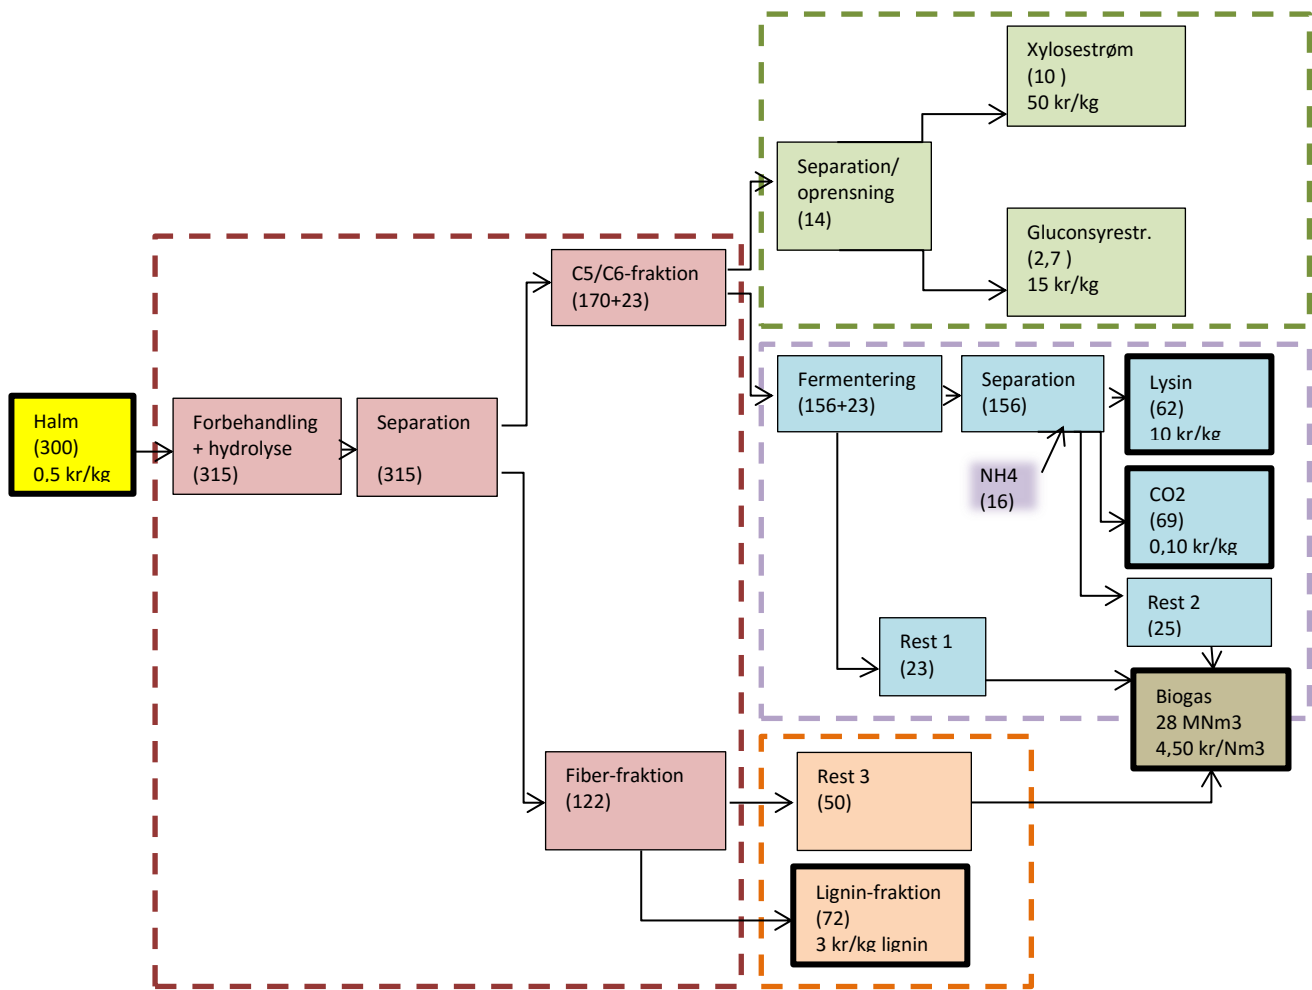 Halm
(300)
0,5 kr/kg
Forbehandling
+ hydrolyse
(315)
Separation
(315)
C5/C6-fraktion
(170+23)
Fiber-fraktion
(122)
Separation/
oprensning
(14)
Xylosestrøm
(10 )
50 kr/kg
Gluconsyrestr.
(2,7 )
15 kr/kg
Fermentering
(156+23)
Separation
(156)
NH4
(16)
Lysin
(62)
10 kr/kg
CO2
(69)
0,10 kr/kg
Rest 2
(25)
Rest 1
(23)
Biogas
28 MNm3
4,50 kr/Nm3
Rest 3
(50)
Lignin-fraktion
(72)
3 kr/kg lignin